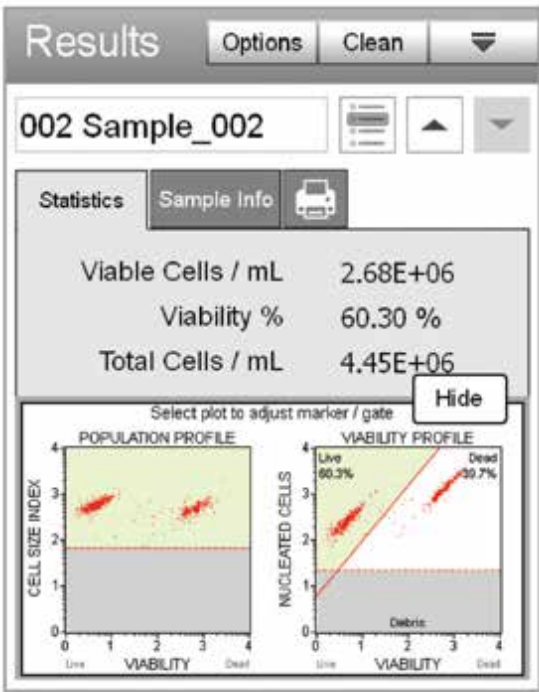 Results Options Clean
002 Sample_002
Statistics Sample Info
Viable Cells / mL 2.68E+06
Viability % 60.30 %
Total Cells / mL 4.45E+06
Hide
Select plot to adjust marker / gate
POPULATION PROFILE
4
3
2
1
0
CELL SIZE INDEX
0 1 2 3 4
Live VIABILITY Dead
VIABILITY PROFILE
Live Dead
60.3% 39.7%
4
3
2
1
0
NUCLEATED CELLS
Debris
0 1 2 3 4
Live VIABILITY Dead